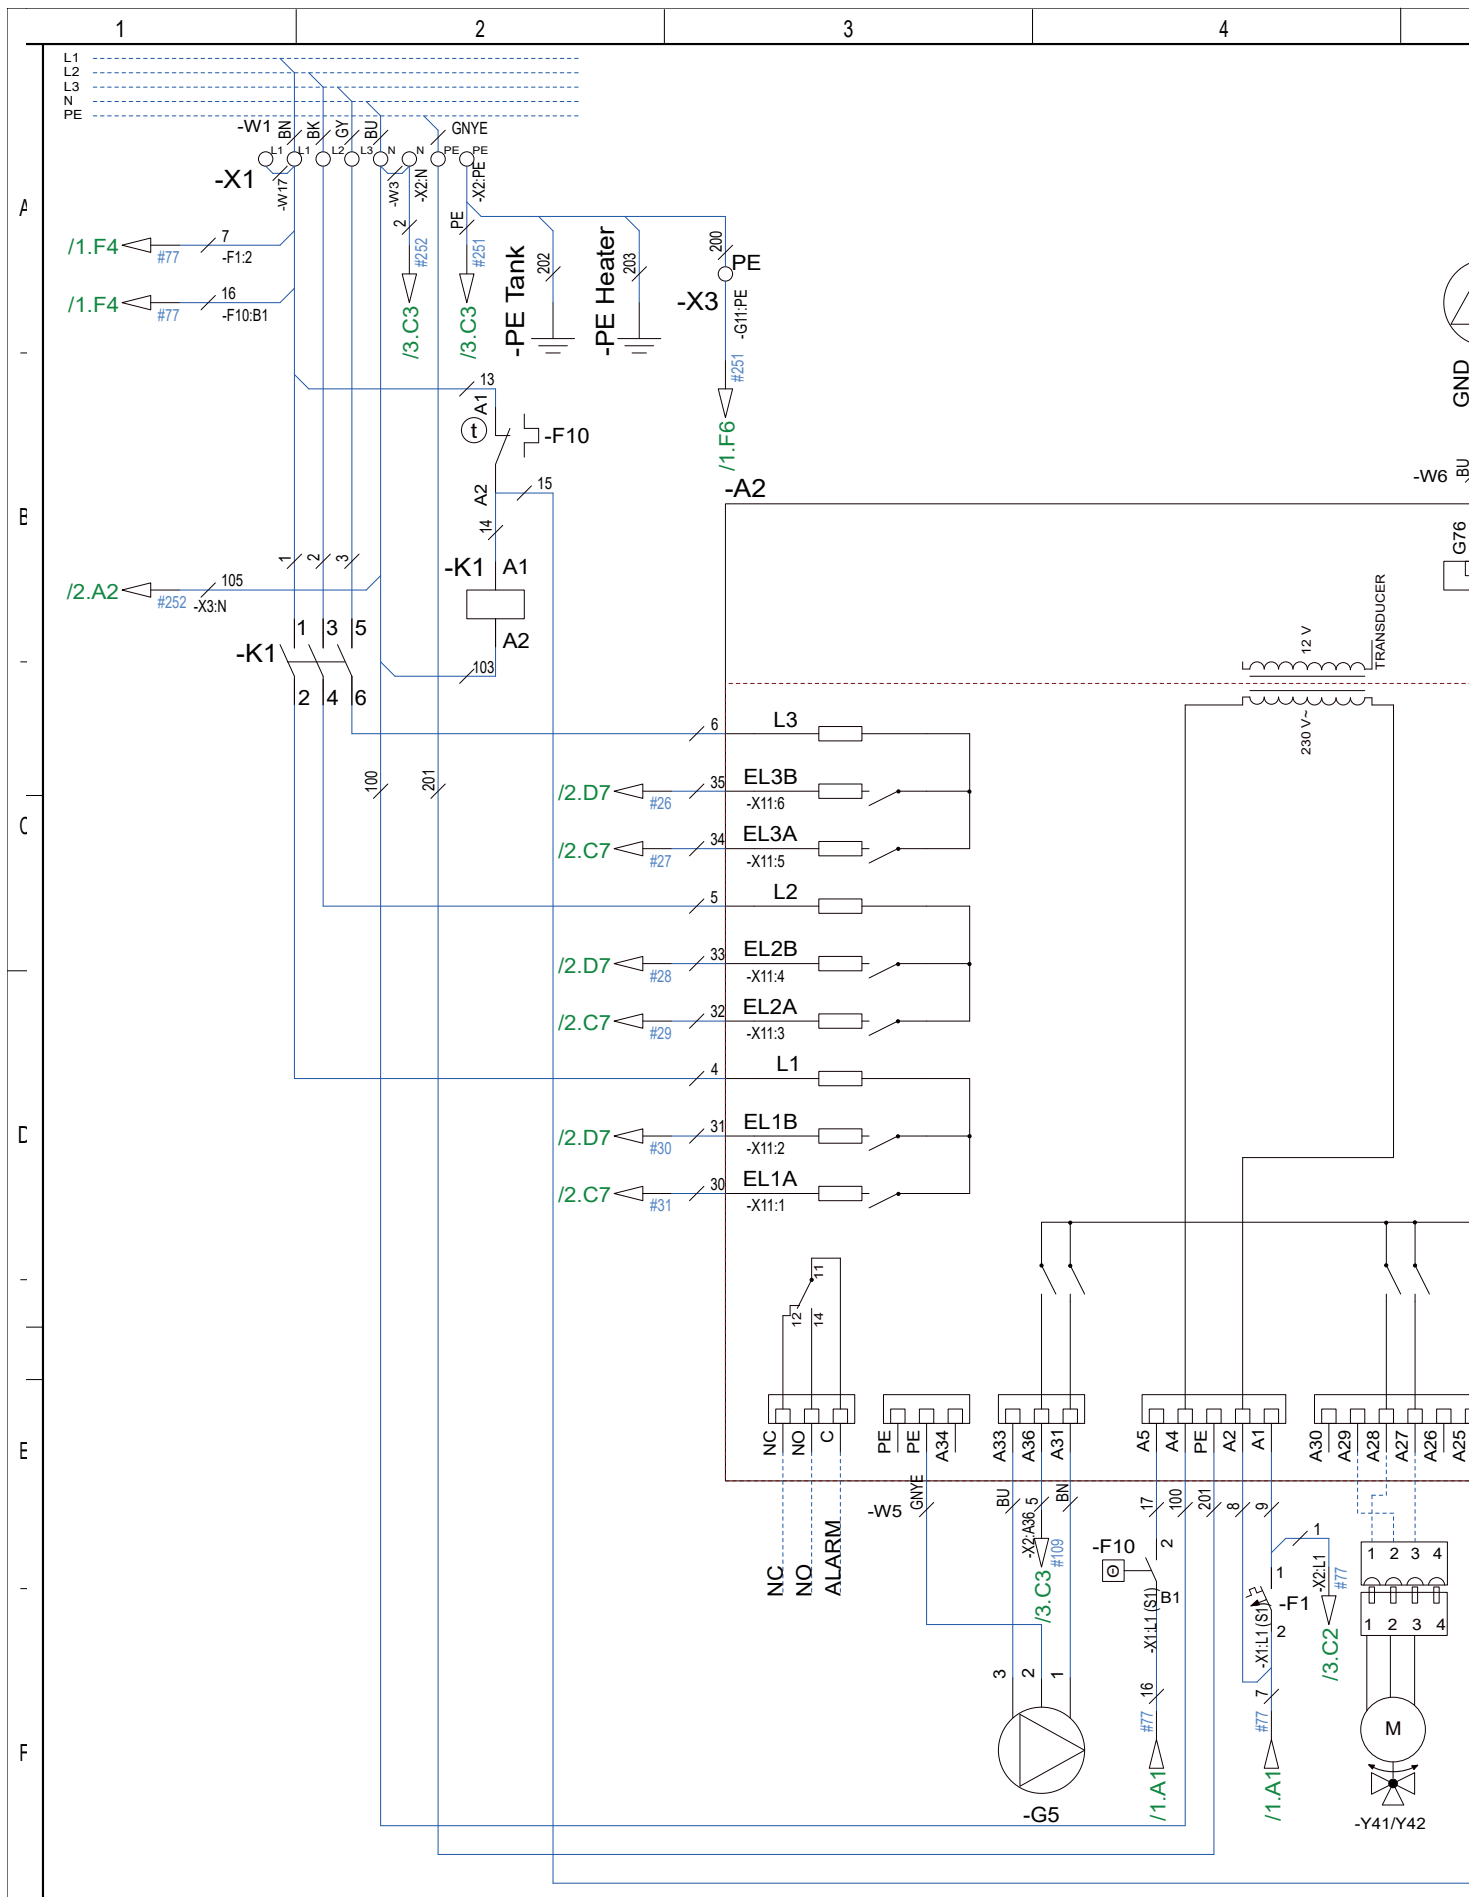 1 2 3 4
L1
L2
L3
N
PE
-W1 BN BK GY BU GNYE
L1 L1 L2 L3 N N PE PE
-X1 -W17 -W3 -X2:N -X2:PE
A
/1.F4 #77 7 -F1:2
2 #252 /3.C3
PE #251 /3.C3
/1.F4 #77 16 -F10:B1
-PE Tank 202
-PE Heater 203
200 PE
-X3 -G11:PE
#251
/1.F6
GND
13
A1
t -F10
A2 15
14
-W6 BU
-A2
B
G76
1 2 3
-K1 A1
/2.A2 #252 105 -X3:N
A2
103
-K1 1 3 5
2 4 6
12 V TRANSDUCER
230 V~
6 L3
100 201
/2.D7 #26 35 EL3B -X11:6
C
/2.C7 #27 34 EL3A -X11:5
5 L2
/2.D7 #28 33 EL2B -X11:4
/2.C7 #29 32 EL2A -X11:3
4 L1
D
/2.D7 #30 31 EL1B -X11:2
/2.C7 #31 30 EL1A -X11:1
11
12 14
E
NC NO C PE PE A34 A33 A36 A31 A5 A4 PE A2 A1 A30 A29 A28 A27 A26 A25
-W5 GNYE BU 5 BN 17 100 201 8 9 1
-X2:A36 #109 /3.C3
NC NO ALARM
-F10 2
B1
-X1:L1 (S1)
1
-F1
2
-X1:L1 (S1)
-X2:L1 #77 /3.C2
1 2 3 4
1 2 3 4
3 2 1
16 #77 /1.A1
7 #77 /1.A1
F
M
-G5
-Y41/Y42